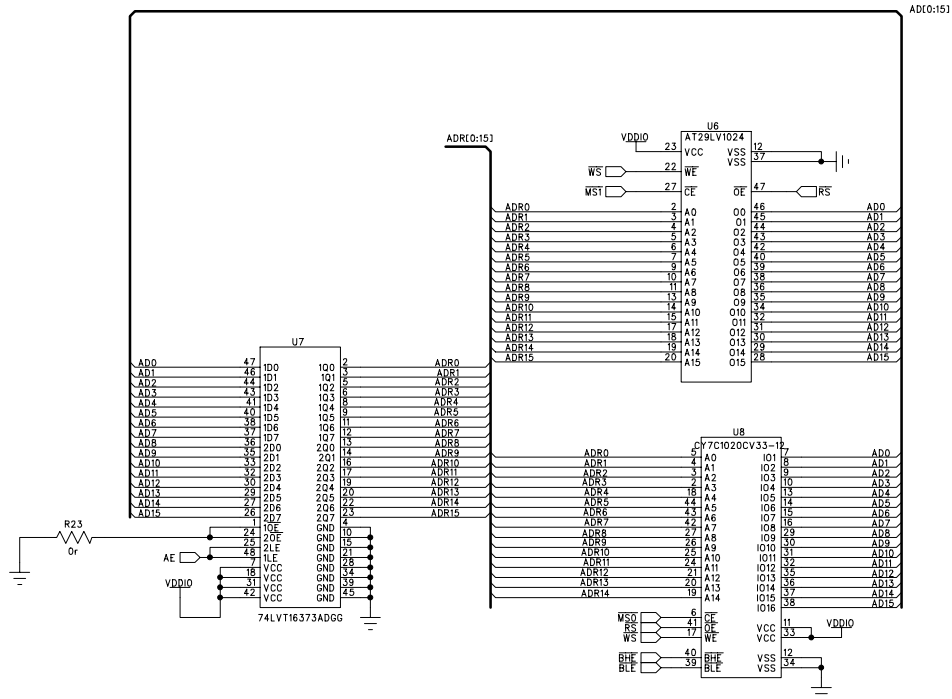 AD[0:15]
ADR[0:15]
U6
AT29LV1024
VDDIO 23 VCC VSS 12
VSS 37
WS 22 WE
MS1 27 CE OE 47 RS
ADR0 2 A0 O0 46 AD0
ADR1 3 A1 O1 45 AD1
ADR2 4 A2 O2 44 AD2
ADR3 5 A3 O3 43 AD3
ADR4 6 A4 O4 42 AD4
ADR5 7 A5 O5 40 AD5
ADR6 9 A6 O6 39 AD6
ADR7 10 A7 O7 38 AD7
ADR8 11 A8 O8 36 AD8
ADR9 13 A9 O9 35 AD9
ADR10 14 A10 O10 34 AD10
ADR11 15 A11 O11 32 AD11
ADR12 17 A12 O12 31 AD12
ADR13 18 A13 O13 30 AD13
ADR14 19 A14 O14 29 AD14
ADR15 20 A15 O15 28 AD15
U7
AD0 47 1D0 1Q0 2 ADR0
AD1 46 1D1 1Q1 3 ADR1
AD2 44 1D2 1Q2 5 ADR2
AD3 43 1D3 1Q3 6 ADR3
AD4 41 1D4 1Q4 8 ADR4
AD5 40 1D5 1Q5 9 ADR5
AD6 38 1D6 1Q6 11 ADR6
AD7 37 1D7 1Q7 12 ADR7
AD8 36 2D0 2Q0 13 ADR8
AD9 35 2D1 2Q1 14 ADR9
AD10 33 2D2 2Q2 16 ADR10
AD11 32 2D3 2Q3 17 ADR11
AD12 30 2D4 2Q4 19 ADR12
AD13 29 2D5 2Q5 20 ADR13
AD14 27 2D6 2Q6 22 ADR14
AD15 26 2D7 2Q7 23 ADR15
1 1OE GND 4
R23 24 2OE GND 10
0r 25 2LE GND 15
AE 48 1LE GND 21
7 VCC GND 28
18 VCC GND 34
VDDIO 31 VCC GND 39
42 VCC GND 45
74LVT16373ADGG
U8
CY7C1020CV33-12
ADR0 5 A0 IO1 7 AD0
ADR1 4 A1 IO2 8 AD1
ADR2 3 A2 IO3 9 AD2
ADR3 2 A3 IO4 10 AD3
ADR4 18 A4 IO5 13 AD4
ADR5 44 A5 IO6 14 AD5
ADR6 43 A6 IO7 15 AD6
ADR7 42 A7 IO8 16 AD7
ADR8 27 A8 IO9 29 AD8
ADR9 26 A9 IO10 30 AD9
ADR10 25 A10 IO11 31 AD10
ADR11 24 A11 IO12 32 AD11
ADR12 21 A12 IO13 35 AD12
ADR13 20 A13 IO14 36 AD13
ADR14 19 A14 IO15 37 AD14
IO16 38 AD15
MS0 6 CE VCC 11 VDDIO
RS 41 OE VCC 33
WS 17 WE
BHE 40 BHE VSS 12
BLE 39 BLE VSS 34